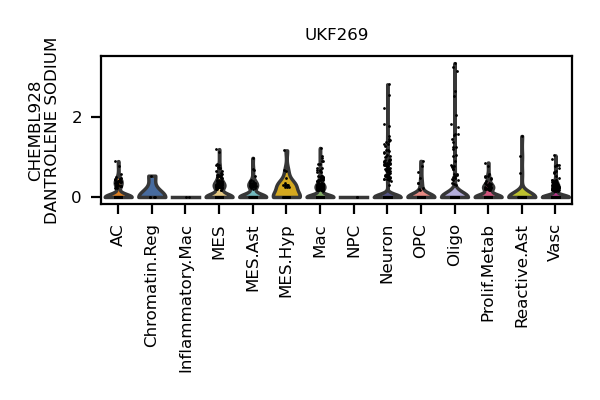 UKF269
CHEMBL928
DANTROLENE SODIUM
2
0
AC
Chromatin.Reg
Inflammatory.Mac
MES
MES.Ast
MES.Hyp
Mac
NPC
Neuron
OPC
Oligo
Prolif.Metab
Reactive.Ast
Vasc